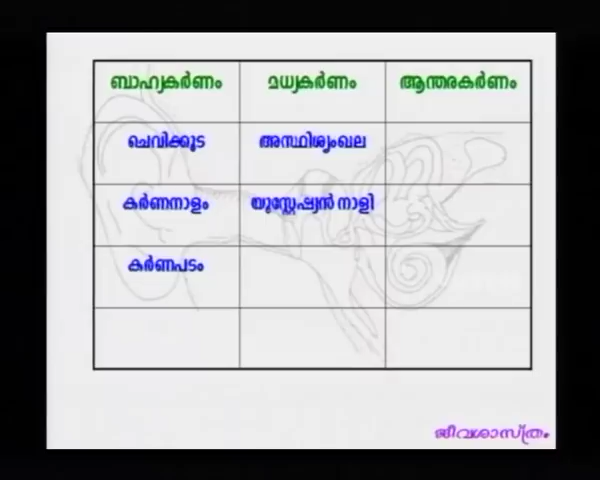 ബാഹ്യകർണം മധ്യകർണം ആന്തരകർണം
ചെവിക്കുട അസ്ഥിശൃംഖല
കർണനാളം യൂസ്റ്റേഷ്യൻ നാളി
കർണപടം
ജീവശാസ്ത്രം